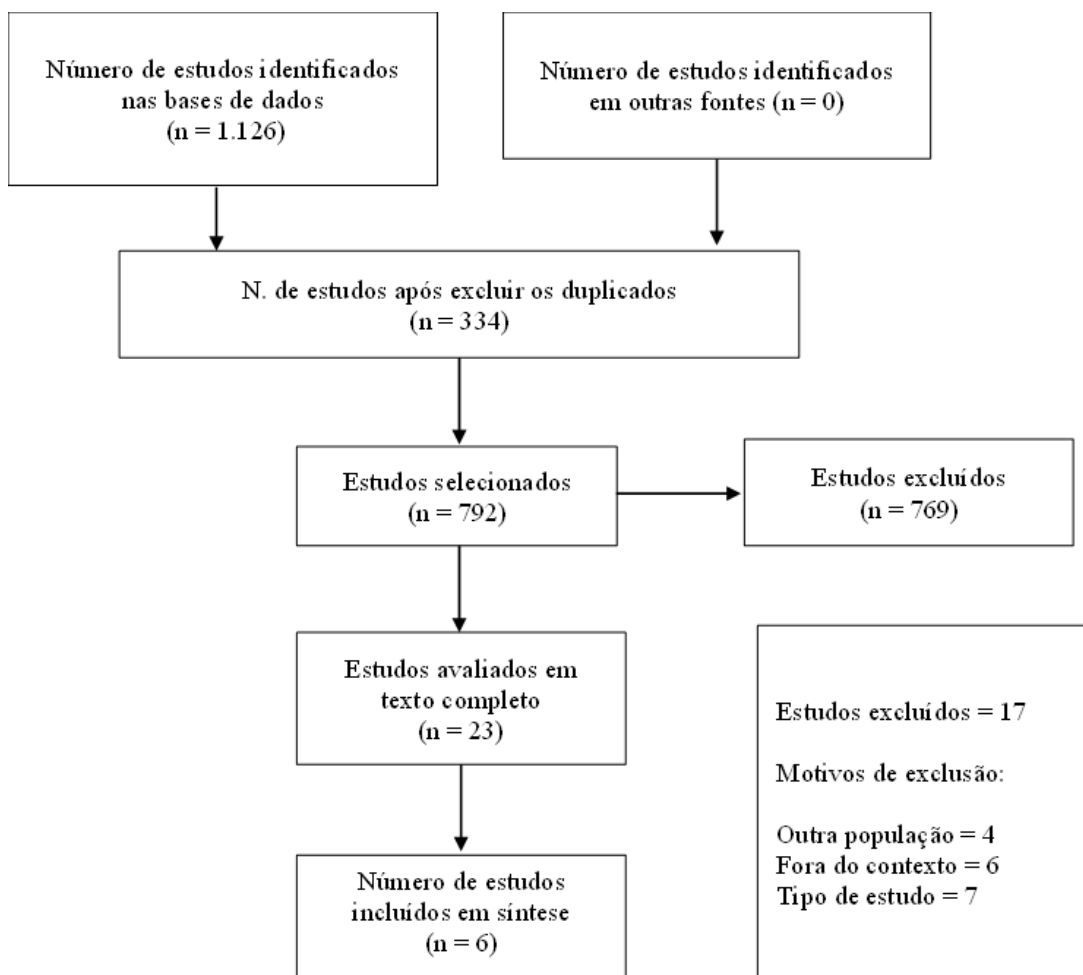 Número de estudos identificados
nas bases de dados
(n = 1.126)
Número de estudos identificados
em outras fontes (n = 0)
N. de estudos após excluir os duplicados
(n = 334)
Estudos selecionados
(n = 792)
Estudos excluídos
(n = 769)
Estudos avaliados em
texto completo
(n = 23)
Estudos excluídos = 17
Motivos de exclusão:
Outra população = 4
Fora do contexto = 6
Tipo de estudo = 7
Número de estudos
incluídos em síntese
(n = 6)